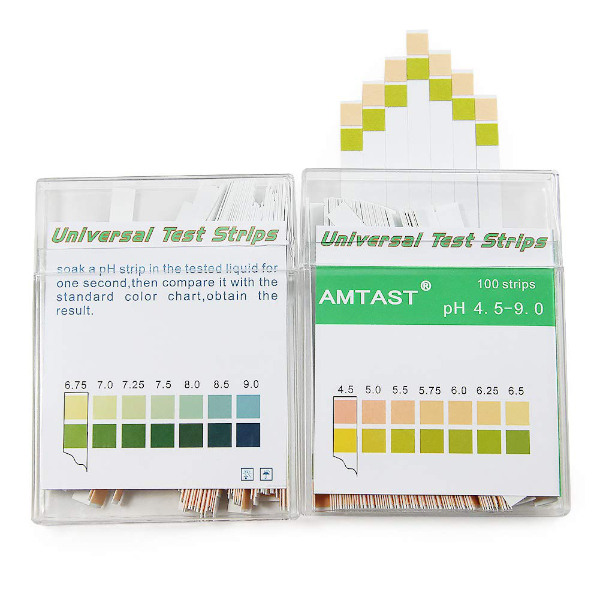 Universal Test Strips
soak a pH strip in the tested liquid for
one second,then compare it with the
standard color chart,obtain the
result.
6.75 7.0 7.25 7.5 8.0 8.5 9.0
Universal Test Strips
100 strips
AMTAST®
pH 4.5-9.0
4.5 5.0 5.5 5.75 6.0 6.25 6.5